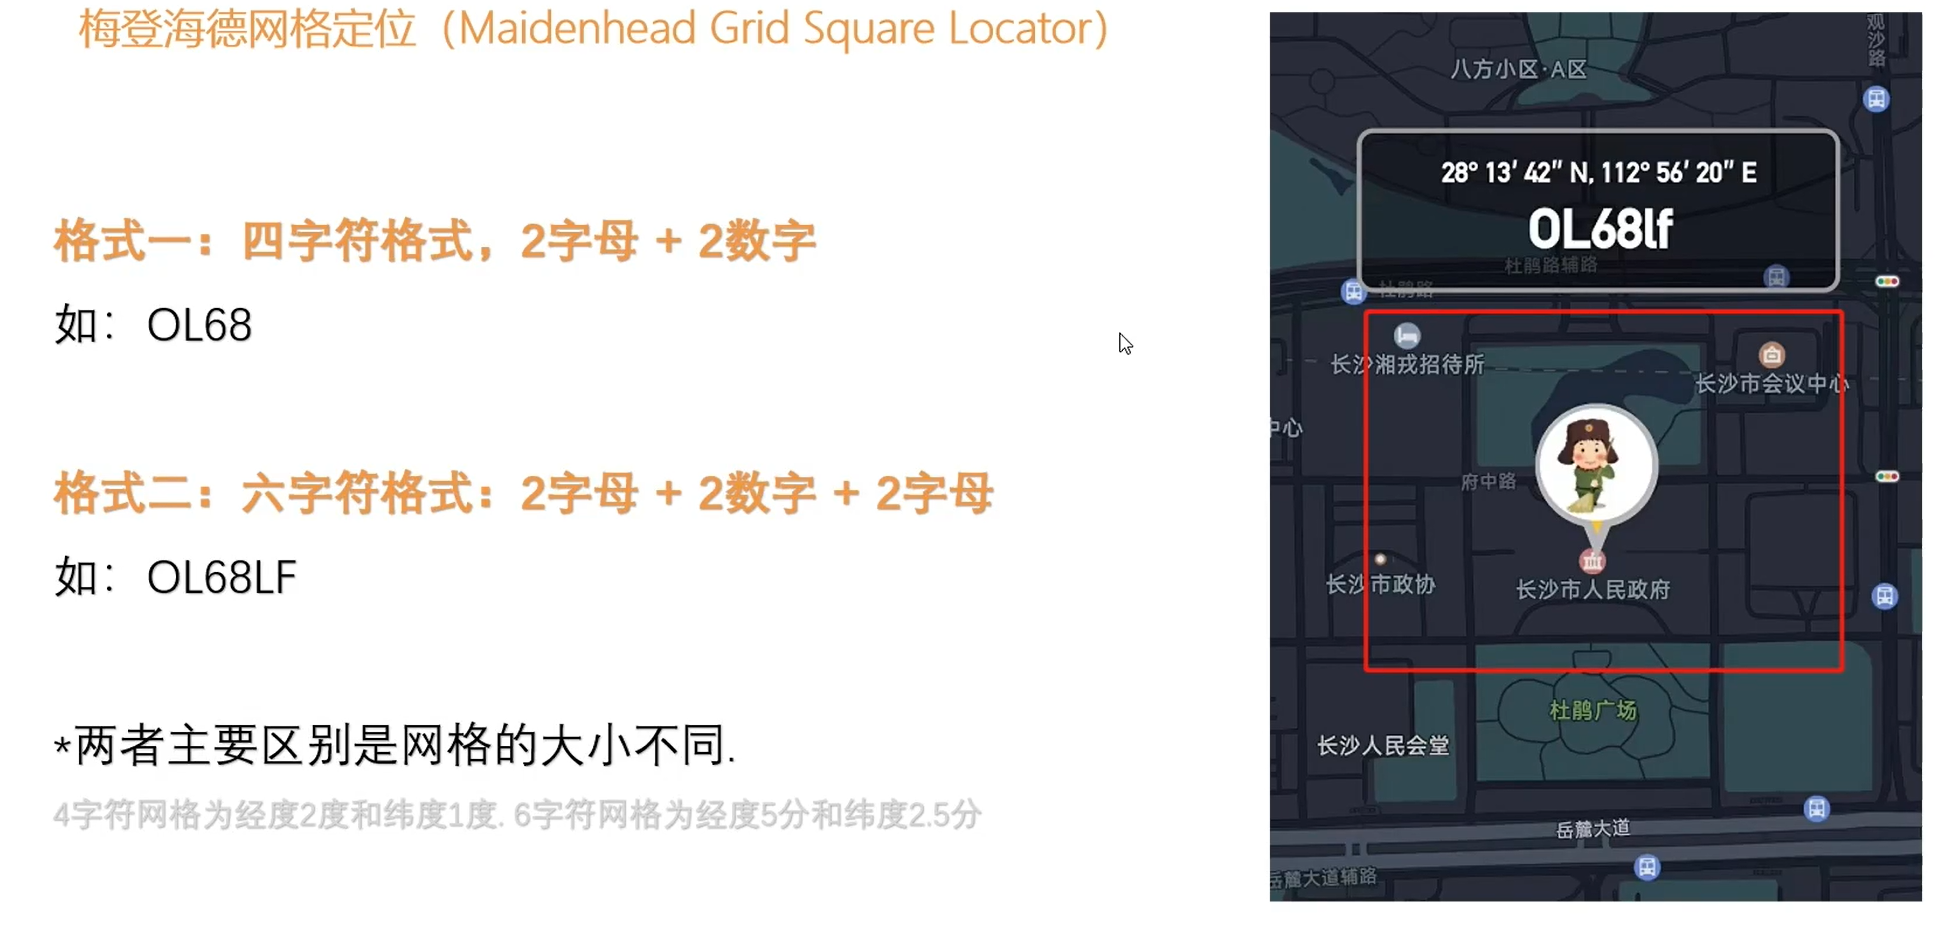 梅登海德网格定位（Maidenhead Grid Square Locator）
格式一：四字符格式，2字母 + 2数字
如：OL68
格式二：六字符格式：2字母 + 2数字 + 2字母
如：OL68LF
*两者主要区别是网格的大小不同.
4字符网格为经度2度和纬度1度. 6字符网格为经度5分和纬度2.5分
观沙路
八方小区·A区
28° 13′ 42″ N, 112° 56′ 20″ E
OL68lf
杜鹃路辅路
杜鹃路
长沙湘戎招待所
长沙市会议中心
中心
府中路
长沙市政协
长沙市人民政府
杜鹃广场
长沙人民会堂
岳麓大道
岳麓大道辅路